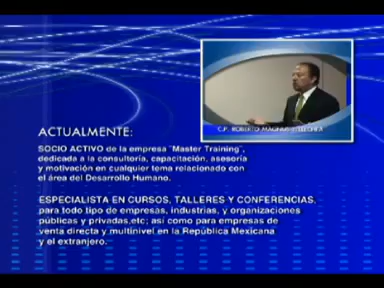 C.P. ROBERTO MAGNUS
ACTUALMENTE:
SOCIO ACTIVO de la empresa "Master Training",
dedicada a la consultoría, capacitación, asesoría
y motivación en cualquier tema relacionado con
el área del Desarrollo Humano.
ESPECIALISTA EN CURSOS, TALLERES Y CONFERENCIAS,
para todo tipo de empresas, industrias, y organizaciones
públicas y privadas,etc; así como para empresas de
venta directa y multinivel en la República Mexicana
y el extranjero.